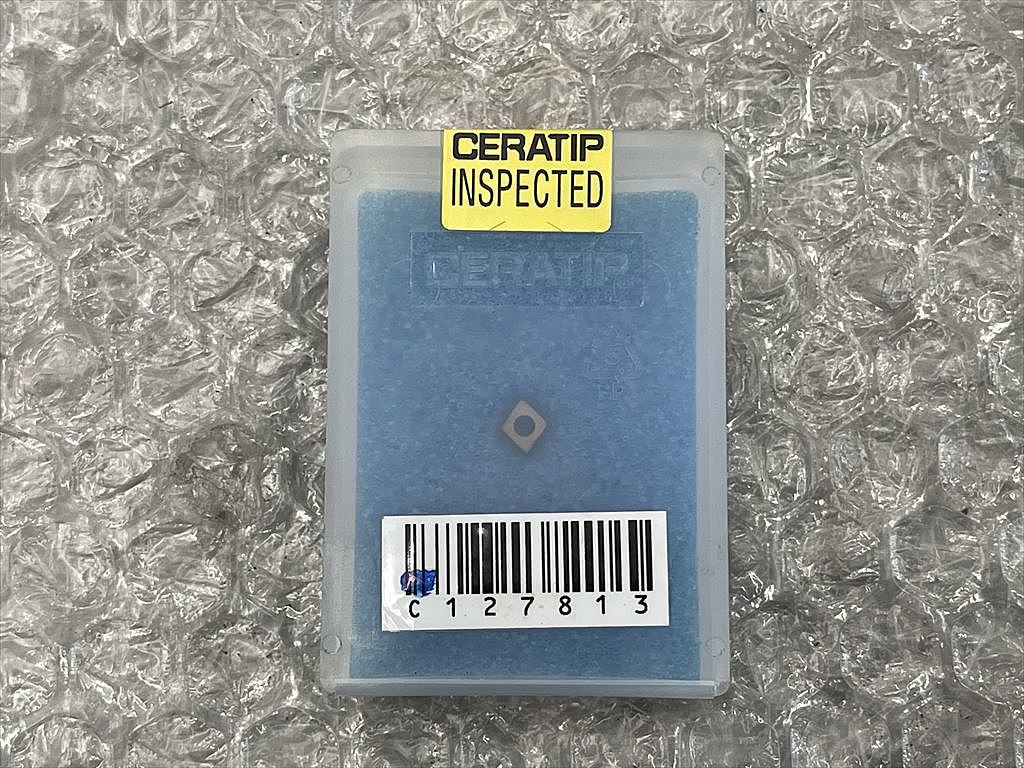 CERATIP
INSPECTED
CERATIP
C127813